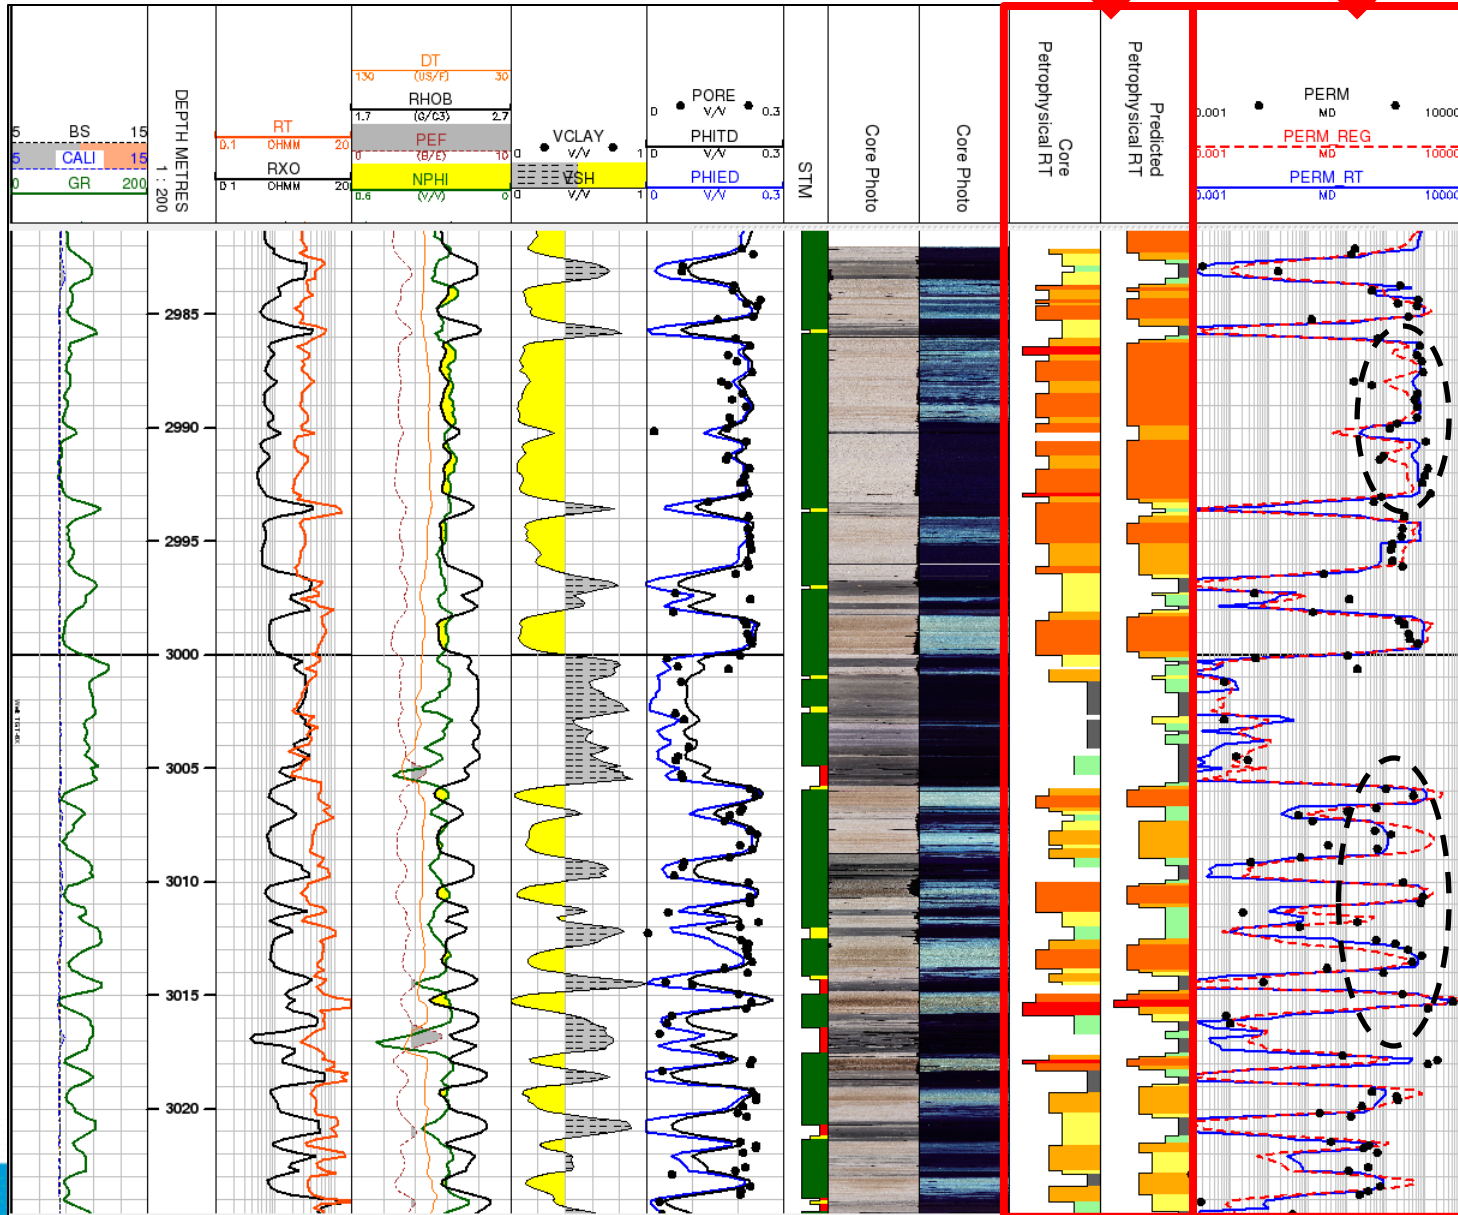 5 BS 15
5 CALI 15
0 GR 200
DEPTH METRES
1 : 200
RT
0.1 OHMM 20
RXO
0.1 OHMM 20
DT
130 (US/F) 30
RHOB
1.7 (G/C3) 2.7
PEF
0 (B/E) 10
NPHI
0.6 (V/V) 0
VCLAY
0 V/V 1
VSH
0 V/V 1
PORE
0 V/V 0.3
PHITD
0 V/V 0.3
PHIED
0 V/V 0.3
STM
Core Photo
Core Photo
Core
Petrophysical RT
Predicted
Petrophysical RT
PERM
0.001 MD 10000
PERM_REG
0.001 MD 10000
PERM_RT
0.001 MD 10000
2985
2990
2995
3000
3005
3010
3015
3020